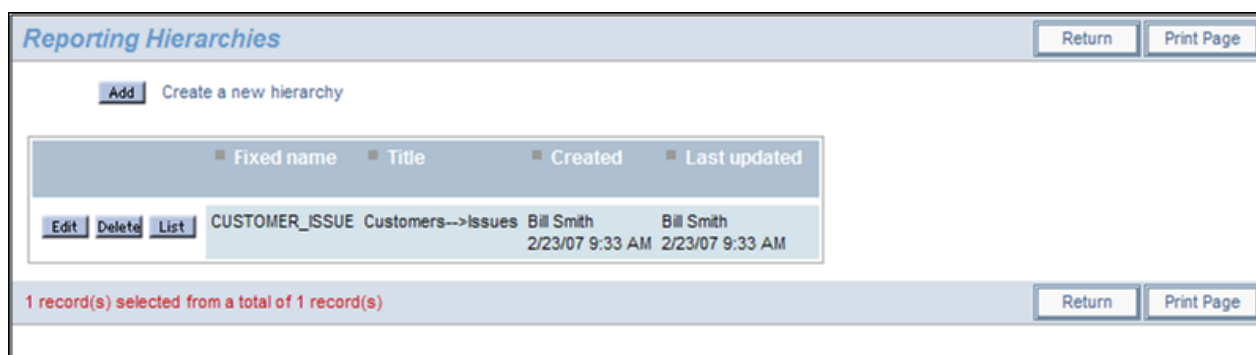 Reporting Hierarchies Return Print Page
Add Create a new hierarchy
Fixed name Title Created Last updated
Edit Delete List CUSTOMER_ISSUE Customers-->Issues Bill Smith Bill Smith
2/23/07 9:33 AM 2/23/07 9:33 AM
1 record(s) selected from a total of 1 record(s) Return Print Page